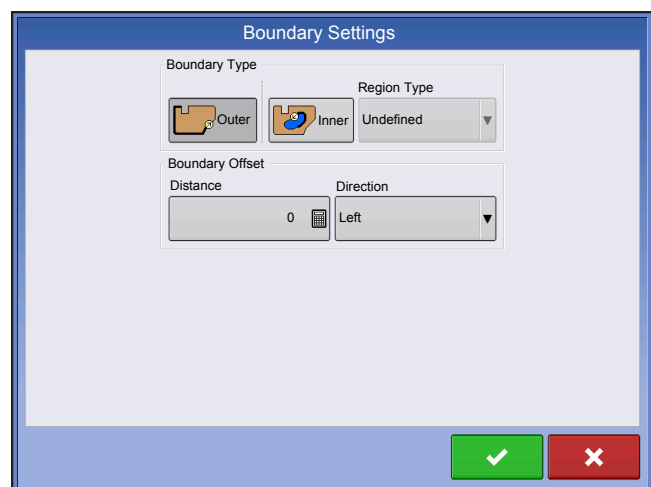 Boundary Settings
Boundary Type
Region Type
Outer
Inner
Undefined
Boundary Offset
Distance
Direction
0
Left